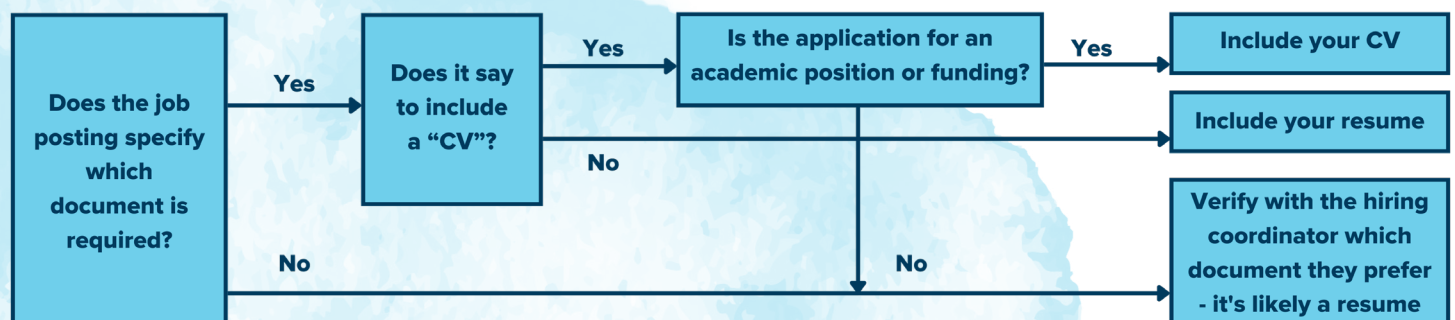 Does the job
posting specify
which
document is
required?
Yes
No
Does it say
to include
a “CV”?
Yes
No
Is the application for an
academic position or funding?
Yes
No
Include your CV
Include your resume
Verify with the hiring
coordinator which
document they prefer
- it's likely a resume